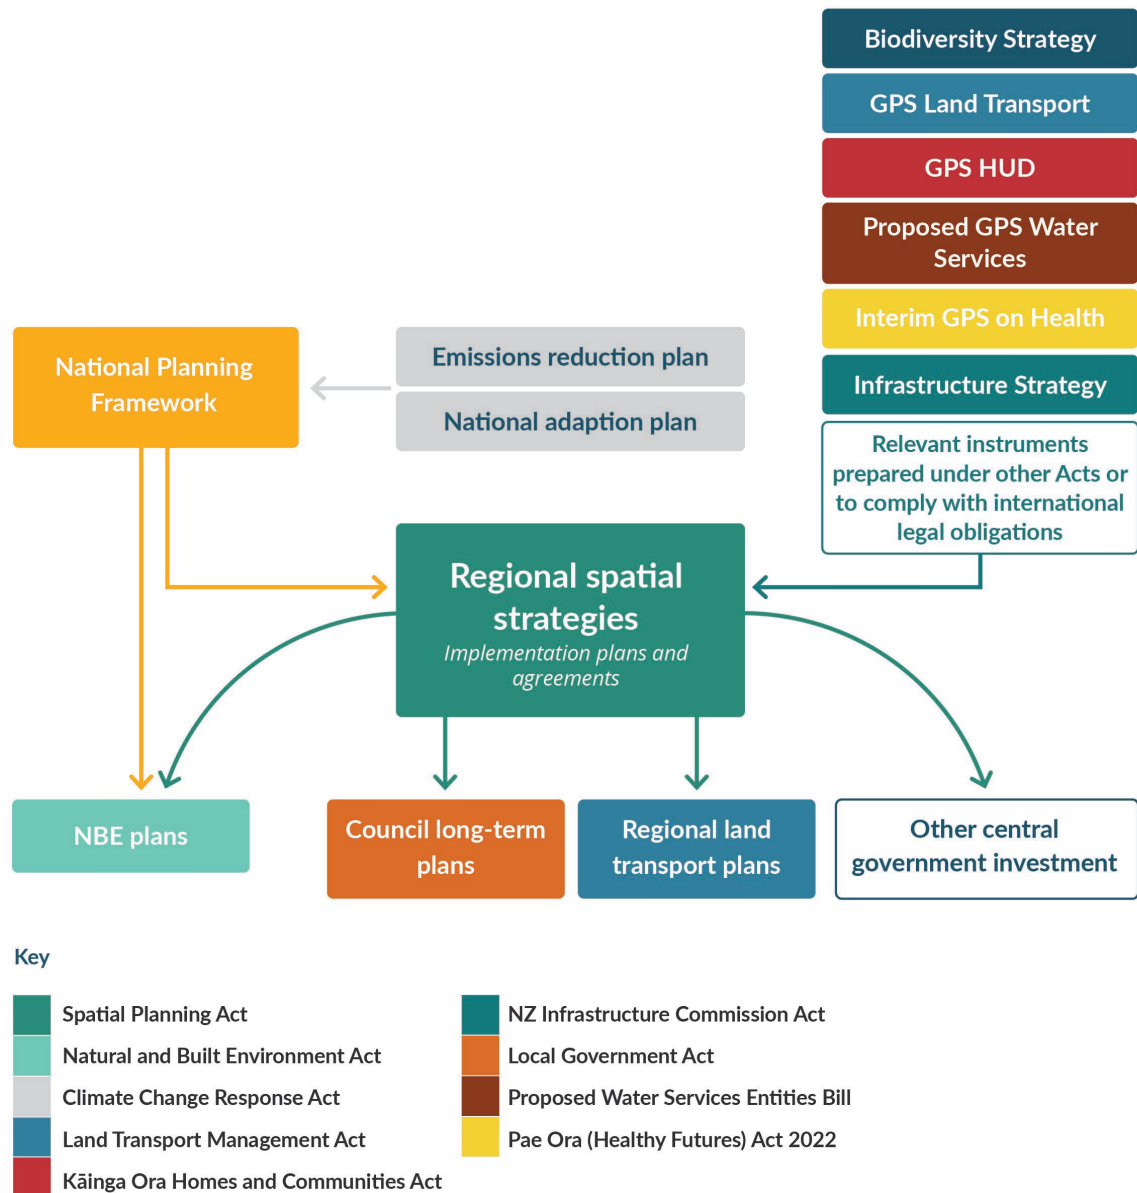 Biodiversity Strategy
GPS Land Transport
GPS HUD
Proposed GPS Water
Services
Interim GPS on Health
Infrastructure Strategy
Relevant instruments
prepared under other Acts or
to comply with international
legal obligations
National Planning
Framework
Emissions reduction plan
National adaption plan
Regional spatial
strategies
Implementation plans and
agreements
NBE plans
Council long-term
plans
Regional land
transport plans
Other central
government investment
Key
Spatial Planning Act
Natural and Built Environment Act
Climate Change Response Act
Land Transport Management Act
Kāinga Ora Homes and Communities Act
NZ Infrastructure Commission Act
Local Government Act
Proposed Water Services Entities Bill
Pae Ora (Healthy Futures) Act 2022